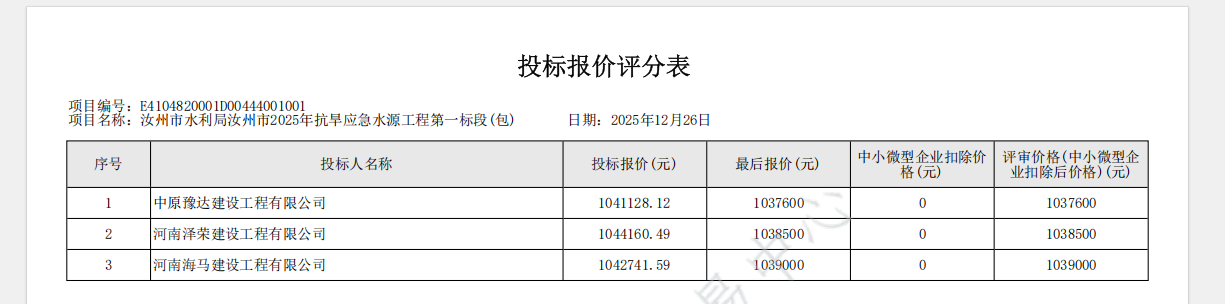 投标报价评分表
项目编号：E4104820001D00444001001
项目名称：汝州市水利局汝州市2025年抗旱应急水源工程第一标段(包) 日期：2025年12月26日
序号 投标人名称 投标报价(元) 最后报价(元) 中小微型企业扣除价格(元) 评审价格(中小微型企业扣除后价格)(元)
1 中原豫达建设工程有限公司 1041128.12 1037600 0 1037600
2 河南泽荣建设工程有限公司 1044160.49 1038500 0 1038500
3 河南海马建设工程有限公司 1042741.59 1039000 0 1039000
易中心